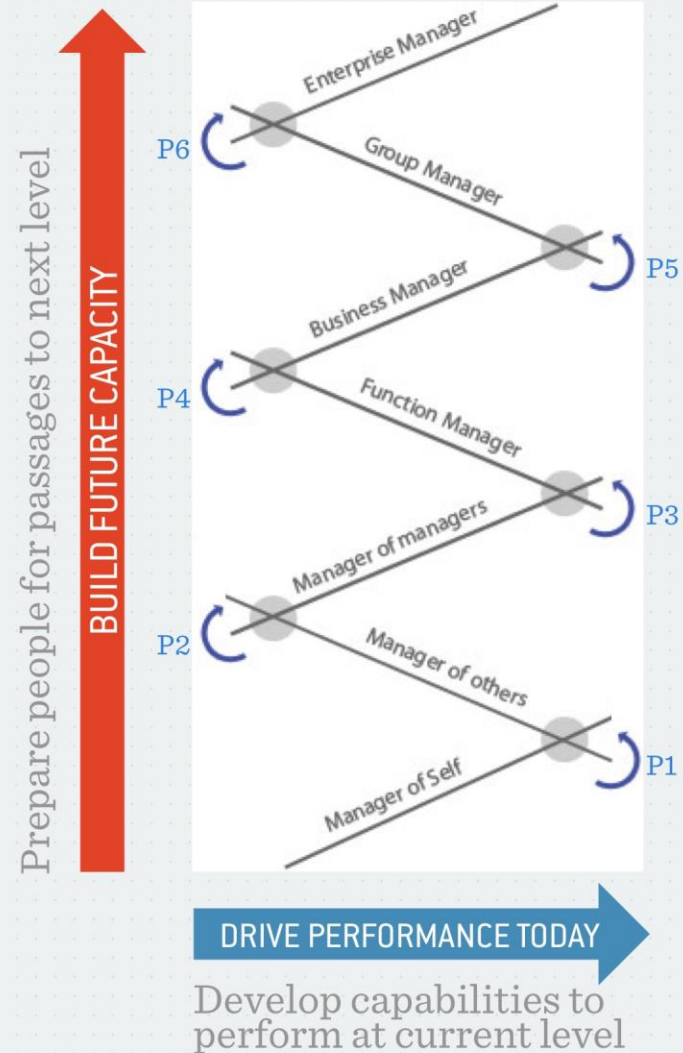 Enterprise Manager
P6
Group Manager
P5
Business Manager
P4
Function Manager
P3
Manager of managers
P2
Manager of others
P1
Manager of Self
Prepare people for passages to next level
BUILD FUTURE CAPACITY
DRIVE PERFORMANCE TODAY
Develop capabilities to
perform at current level